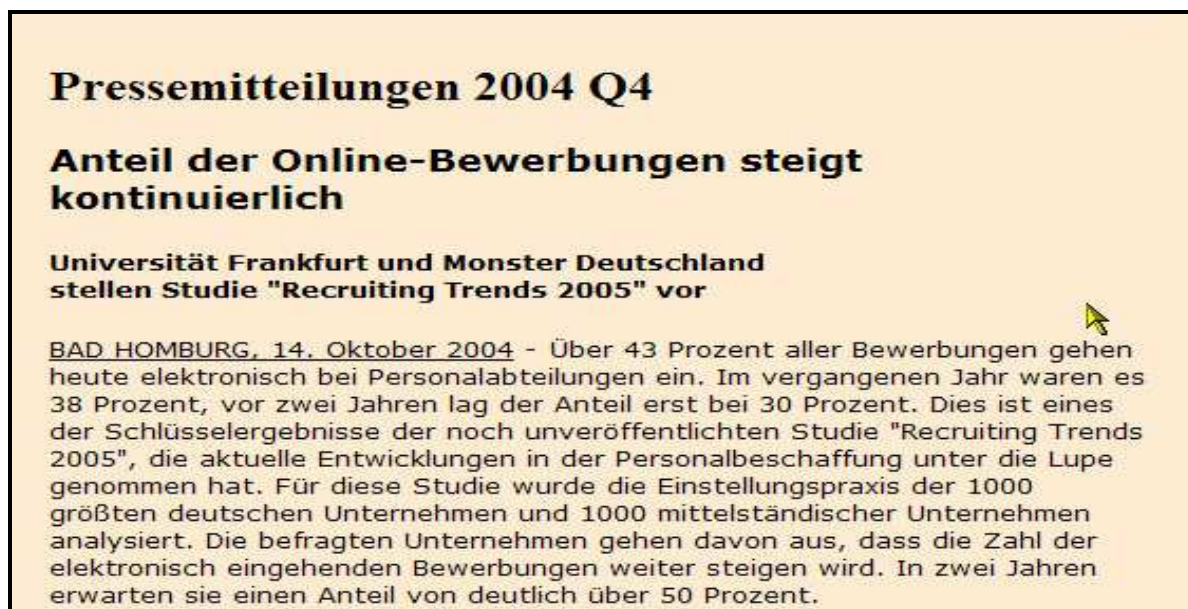 Pressemitteilungen 2004 Q4
Anteil der Online-Bewerbungen steigt
kontinuierlich
Universität Frankfurt und Monster Deutschland
stellen Studie "Recruiting Trends 2005" vor
BAD HOMBURG, 14. Oktober 2004 - Über 43 Prozent aller Bewerbungen gehen
heute elektronisch bei Personalabteilungen ein. Im vergangenen Jahr waren es
38 Prozent, vor zwei Jahren lag der Anteil erst bei 30 Prozent. Dies ist eines
der Schlüsselergebnisse der noch unveröffentlichten Studie "Recruiting Trends
2005", die aktuelle Entwicklungen in der Personalbeschaffung unter die Lupe
genommen hat. Für diese Studie wurde die Einstellungspraxis der 1000
größten deutschen Unternehmen und 1000 mittelständischer Unternehmen
analysiert. Die befragten Unternehmen gehen davon aus, dass die Zahl der
elektronisch eingehenden Bewerbungen weiter steigen wird. In zwei Jahren
erwarten sie einen Anteil von deutlich über 50 Prozent.